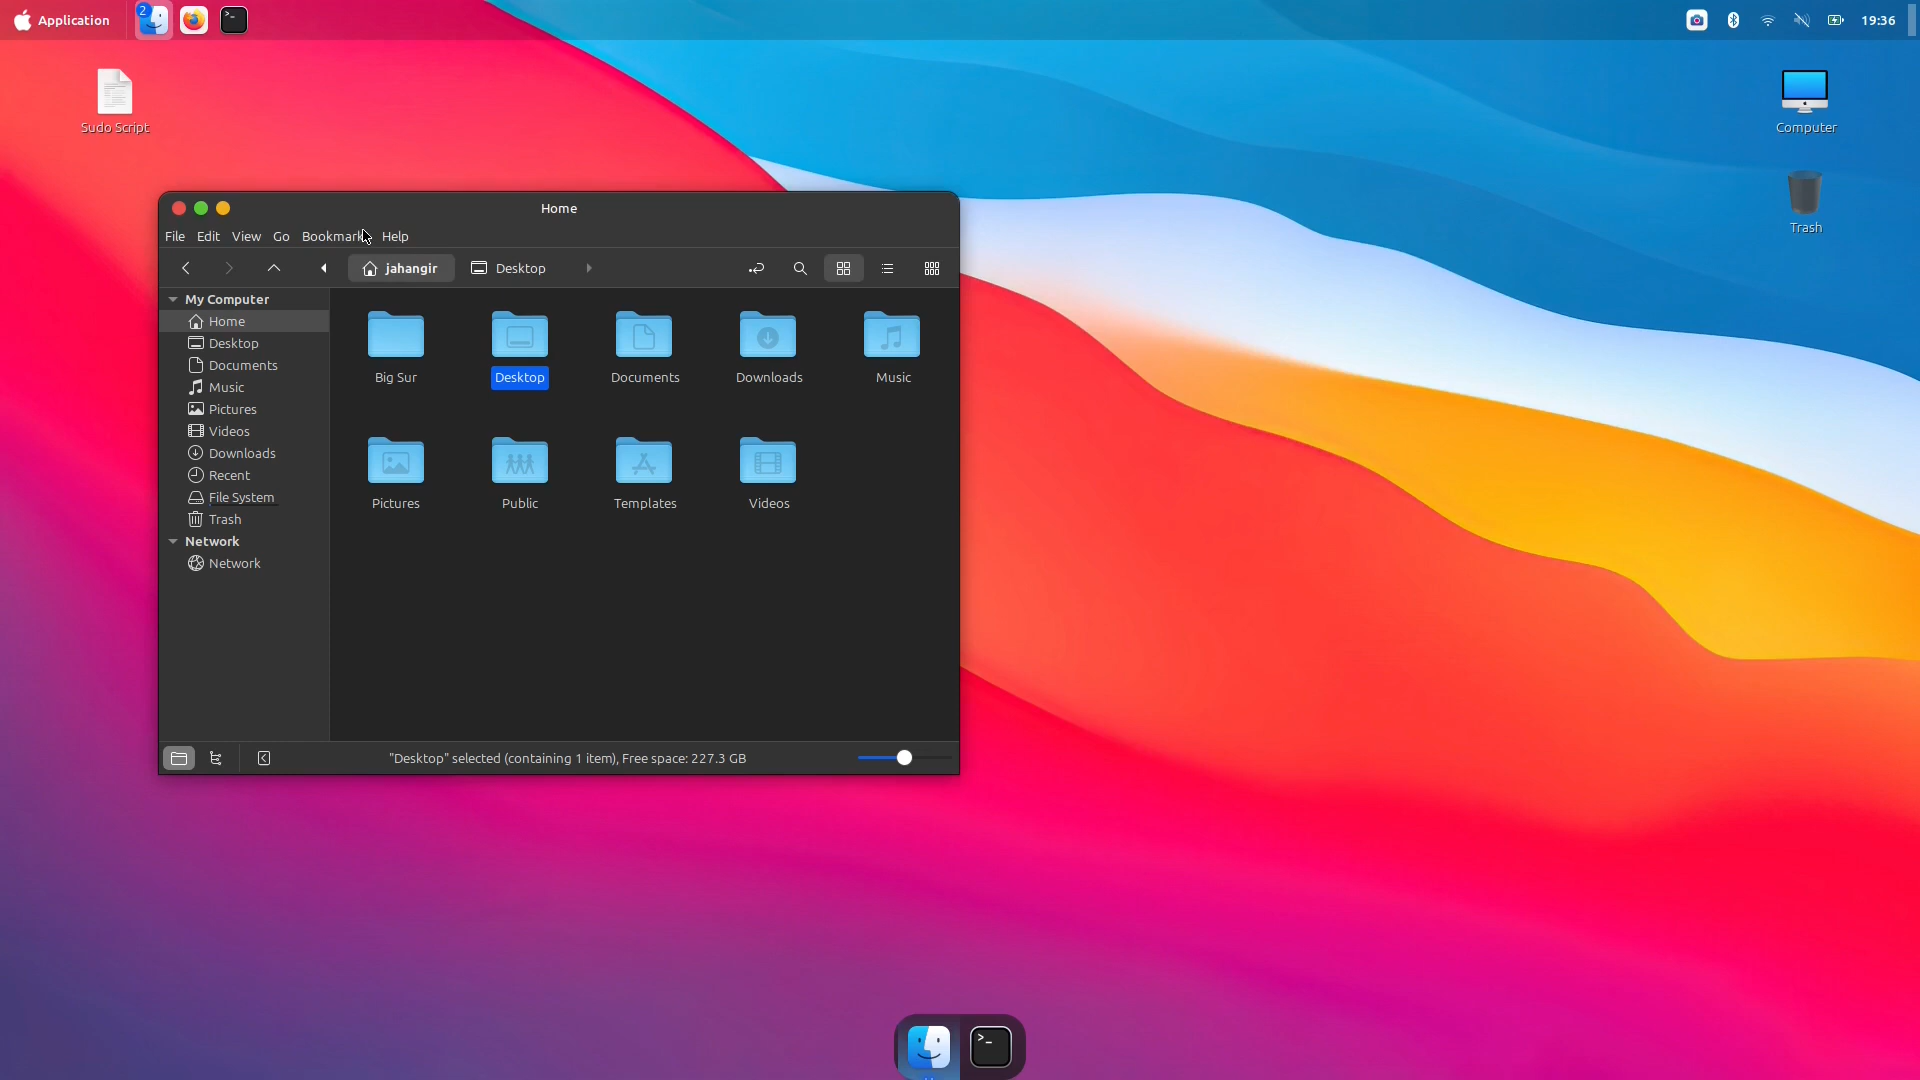 Application
2
>_
19:36
Sudo Script
Computer
Trash
Home
File Edit View Go Bookmark Help
jahangir Desktop
My Computer
Home
Desktop
Documents
Music
Pictures
Videos
Downloads
Recent
File System
Trash
Network
Network
Big Sur Desktop Documents Downloads Music
Pictures Public Templates Videos
"Desktop" selected (containing 1 item), Free space: 227.3 GB
>_